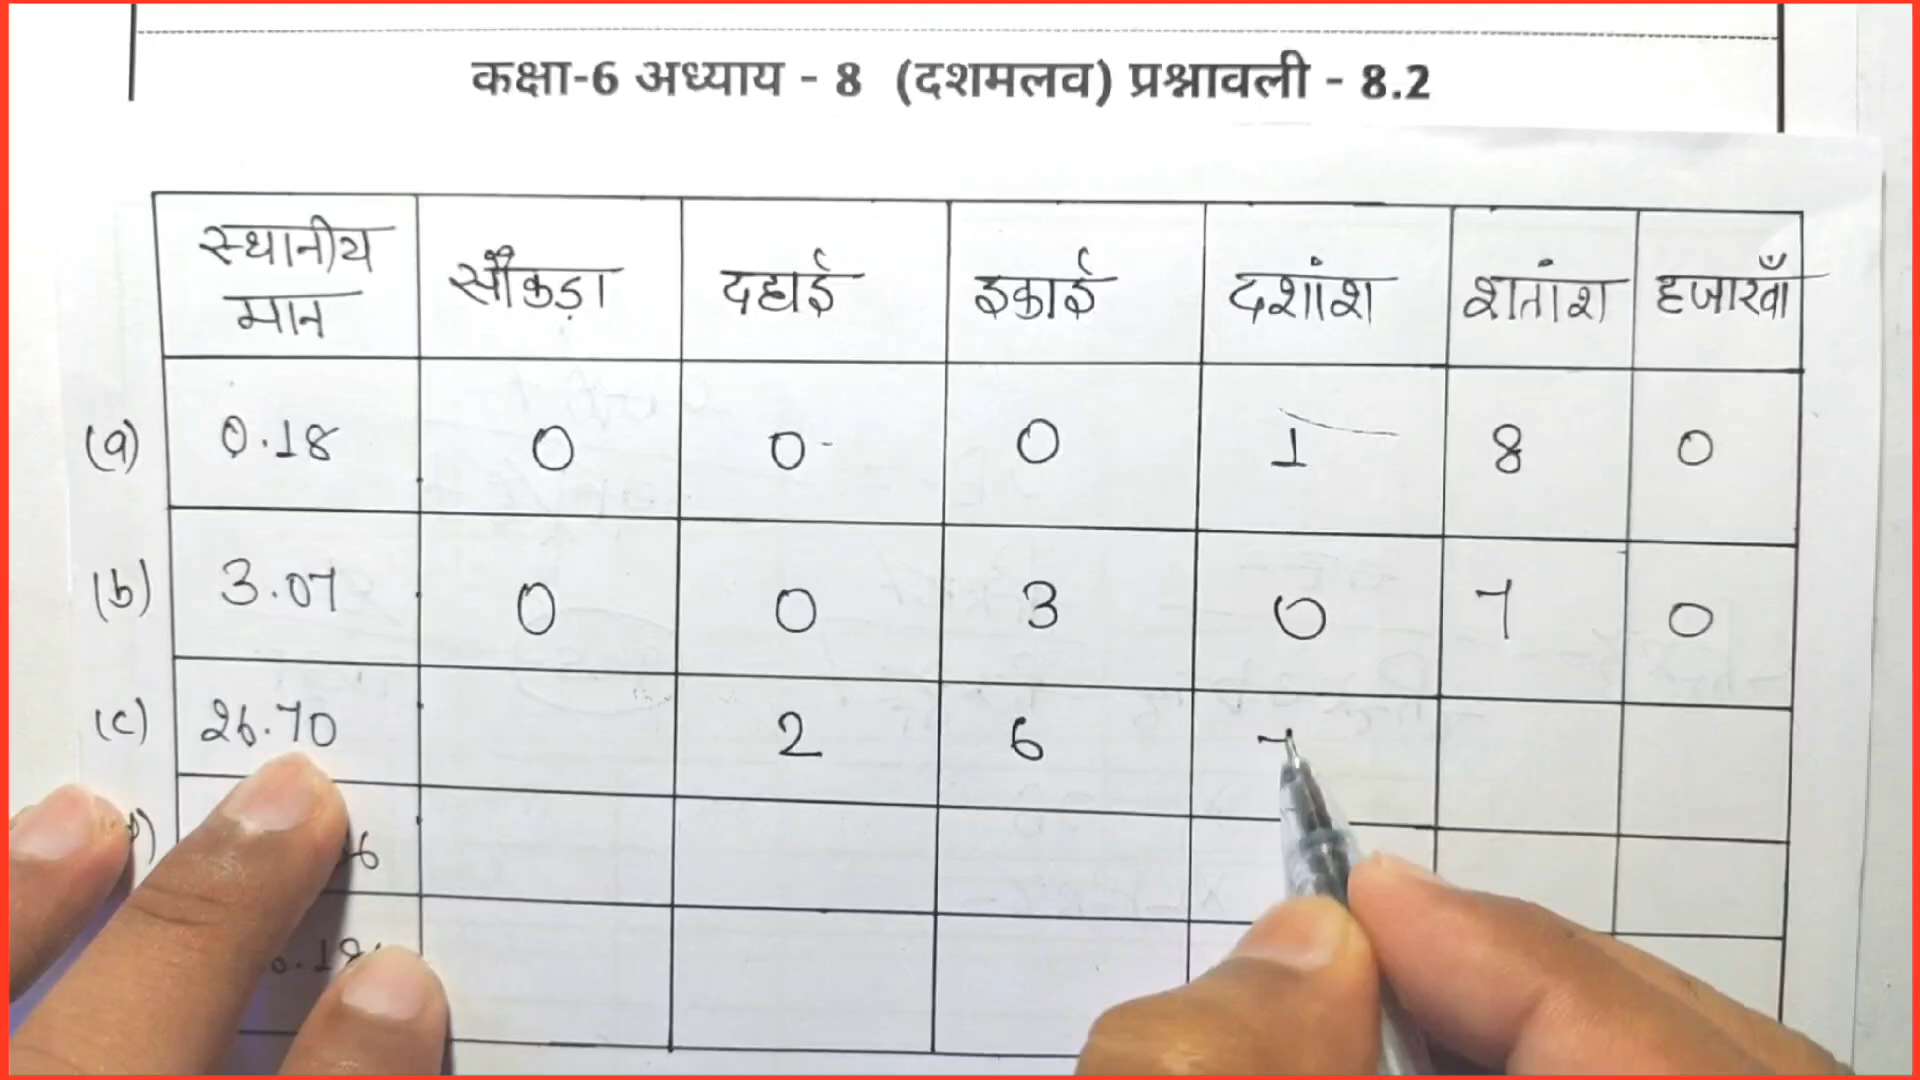 कक्षा-6 अध्याय - 8 (दशमलव) प्रश्नावली - 8.2
स्थानीय मान सौकड़ा दहाई इकाई दशांश शतांश हजारवाँ
(a) 0.18 0 0 0 1 8 0
(b) 3.07 0 0 3 0 7 0
(c) 26.70 2 6